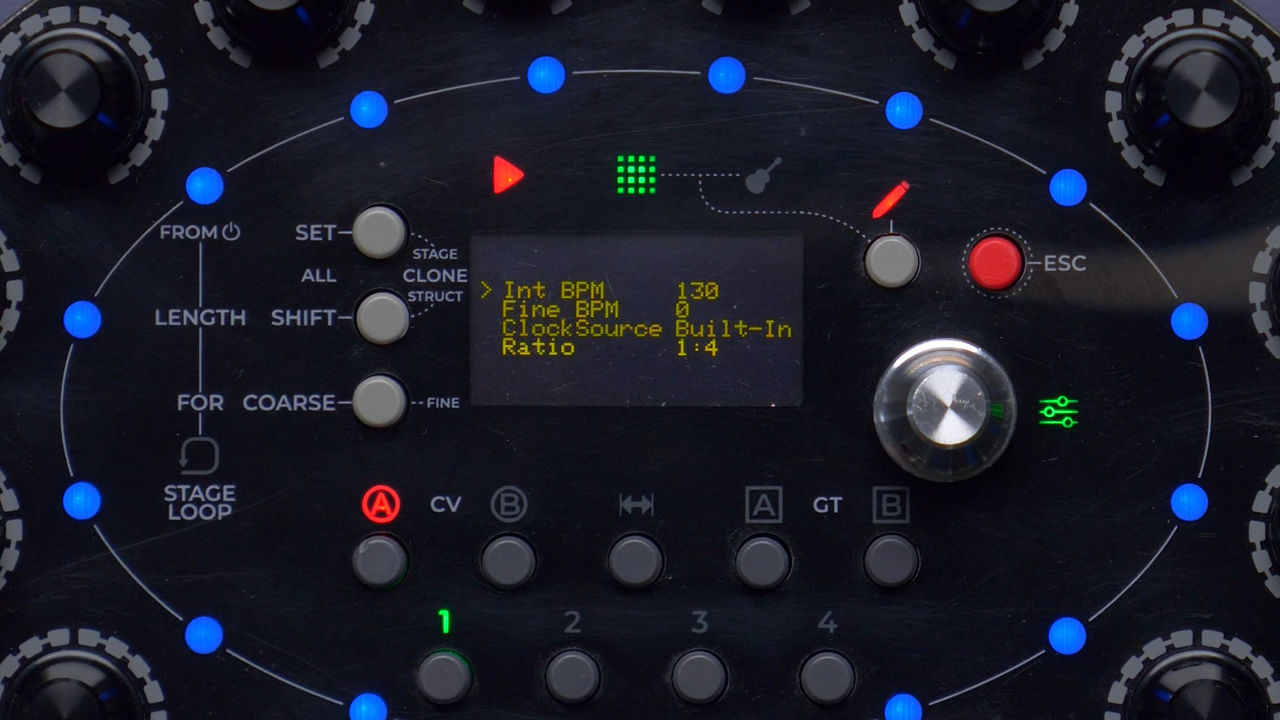 FROM
SET
STAGE
ALL
CLONE
STRUCT
LENGTH
SHIFT
FOR
COARSE
FINE
STAGE
LOOP
> Int BPM 130
Fine BPM 0
ClockSource Built-In
Ratio 1:4
ESC
A CV B
A GT B
1 2 3 4